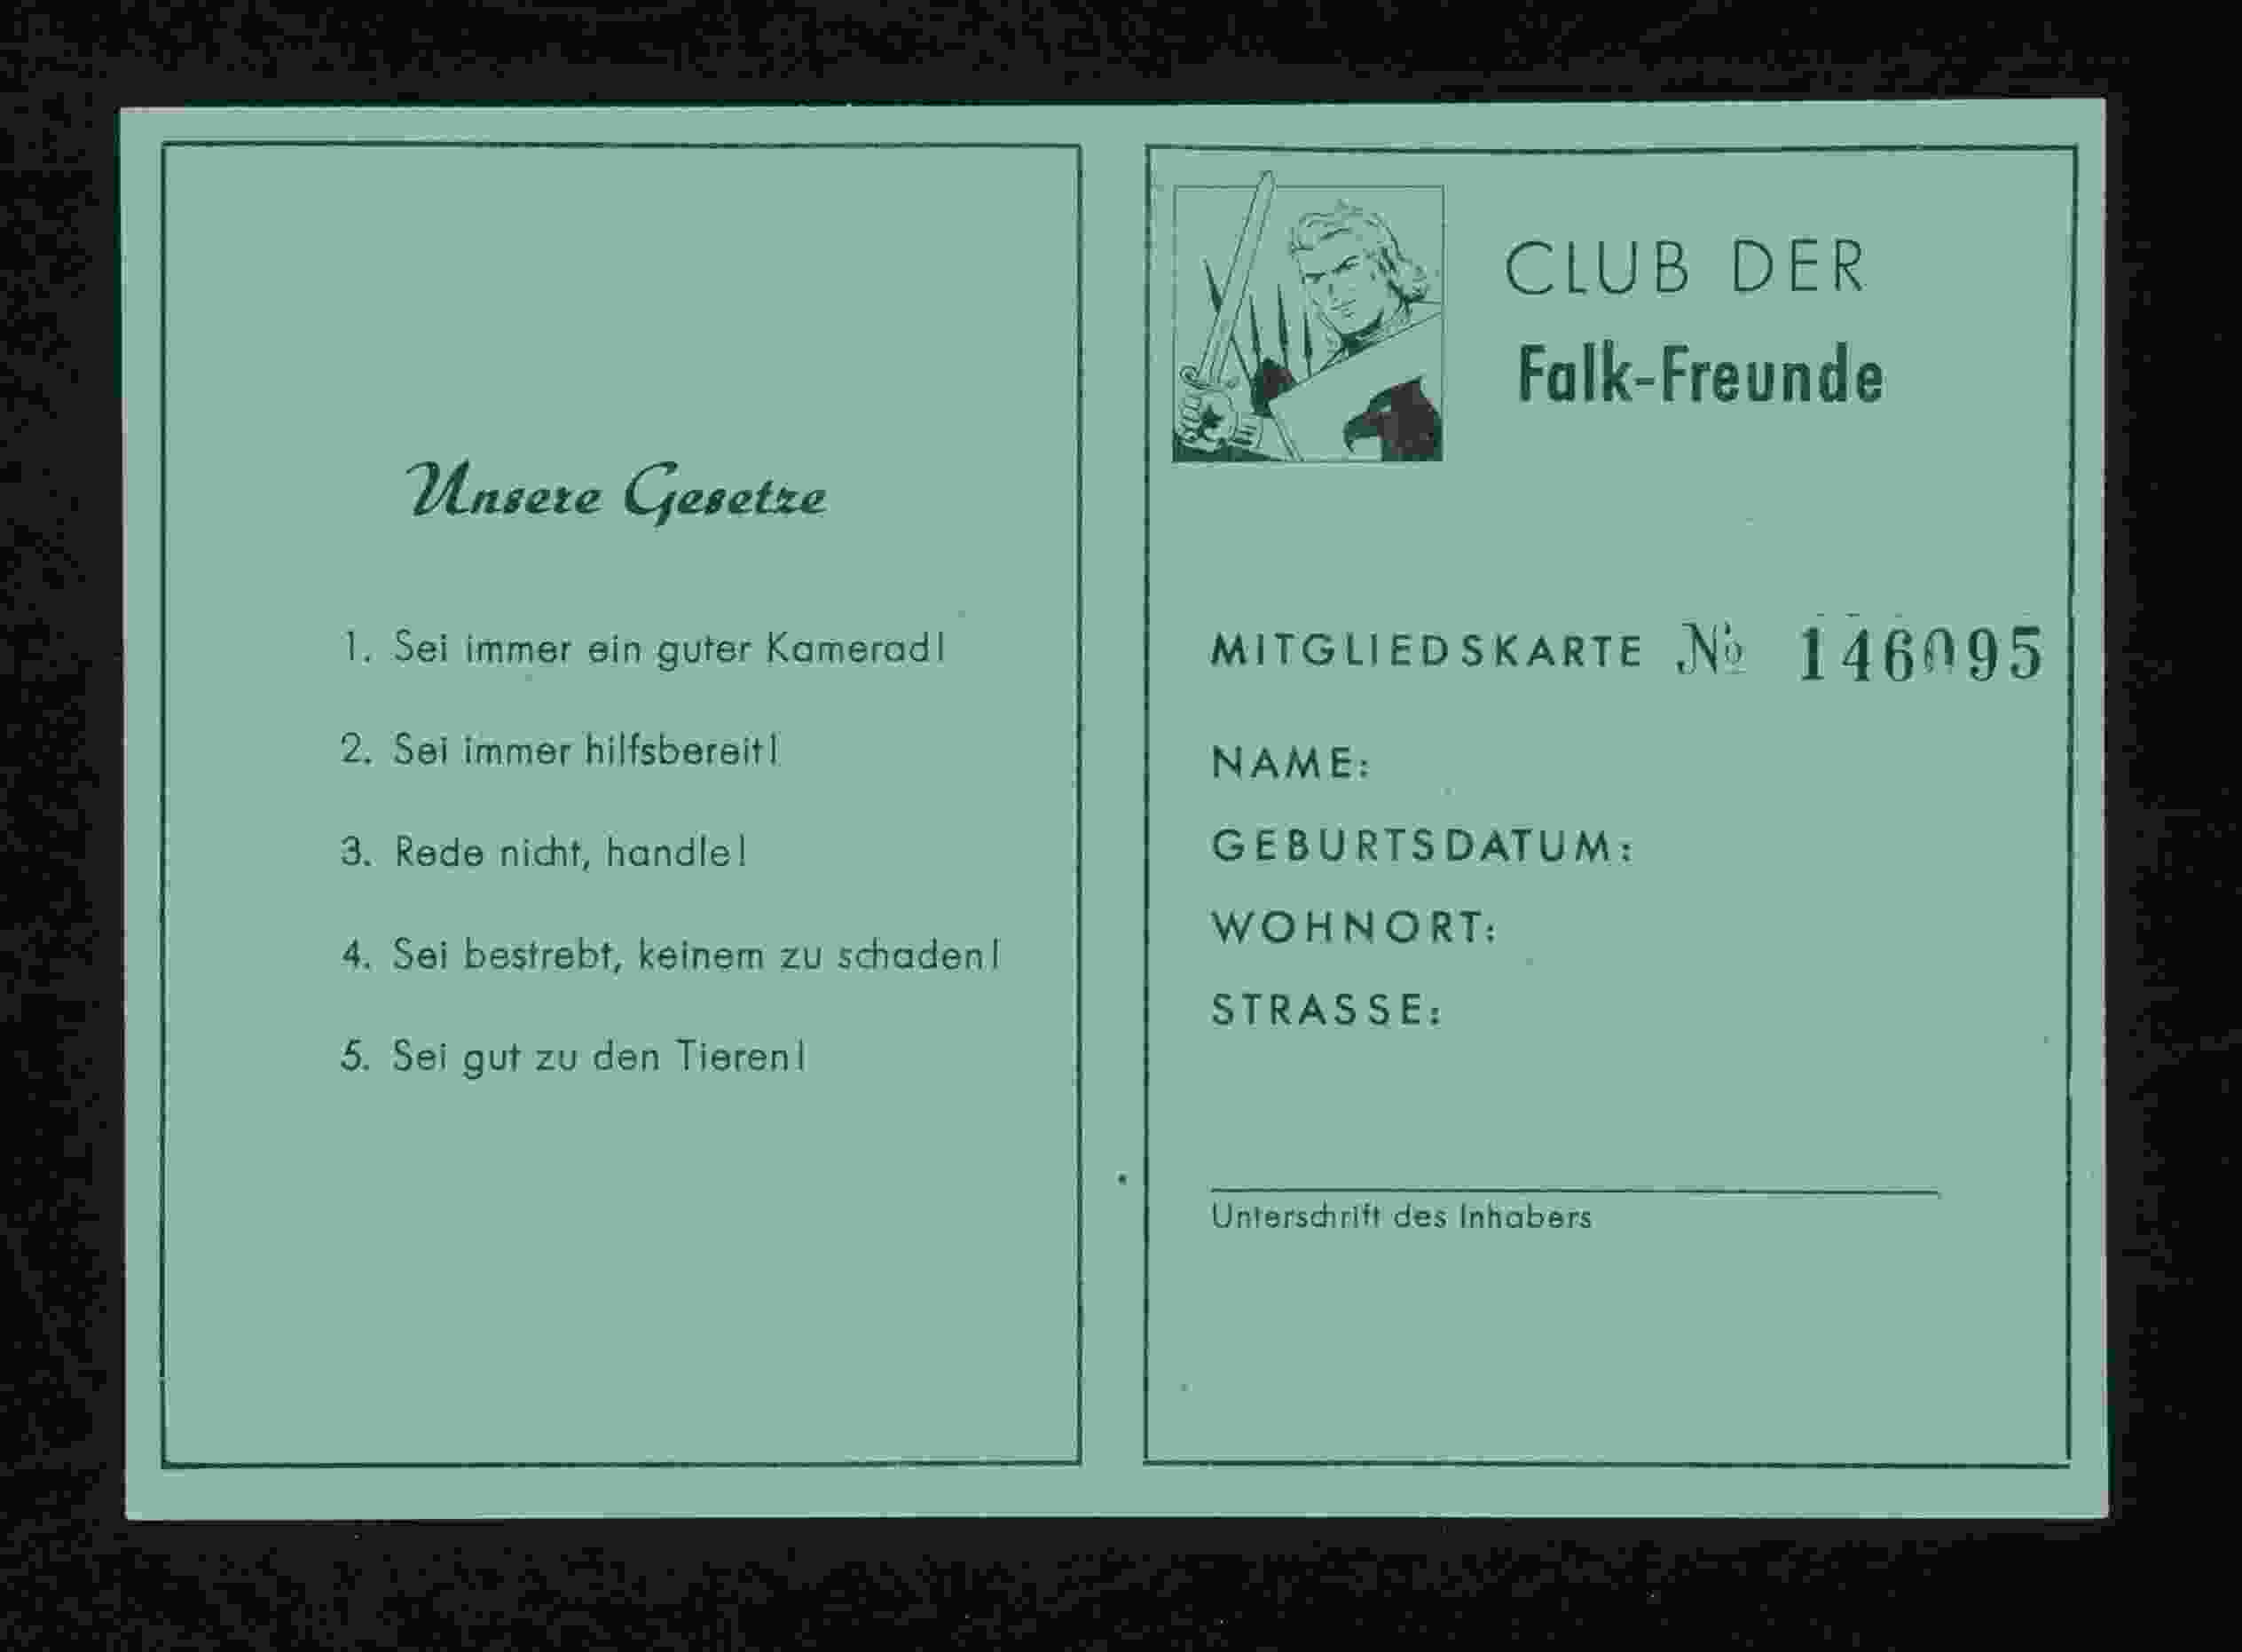 Unsere Gesetze
1. Sei immer ein guter Kamerad!
2. Sei immer hilfsbereit!
3. Rede nicht, handle!
4. Sei bestrebt, keinem zu schaden!
5. Sei gut zu den Tieren!
CLUB DER
Falk-Freunde
MITGLIEDSKARTE № 146095
NAME:
GEBURTSDATUM:
WOHNORT:
STRASSE:
Unterschrift des Inhabers